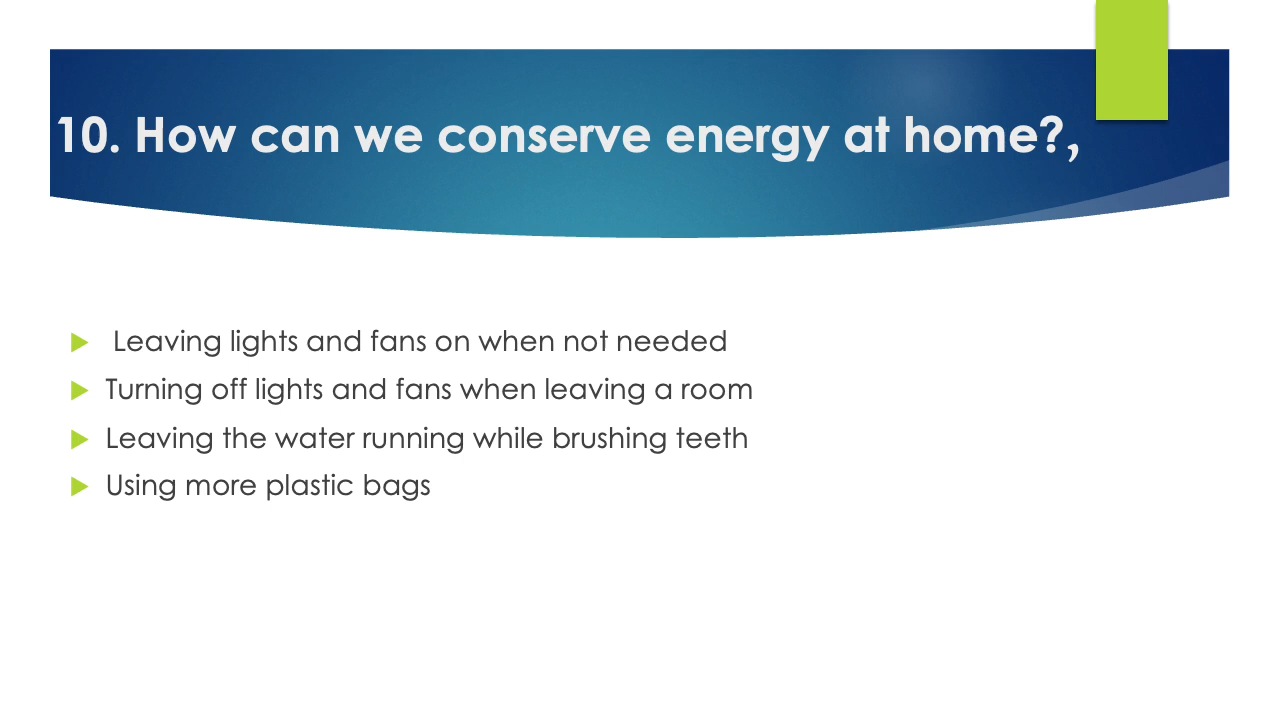 10. How can we conserve energy at home?,
Leaving lights and fans on when not needed
Turning off lights and fans when leaving a room
Leaving the water running while brushing teeth
Using more plastic bags